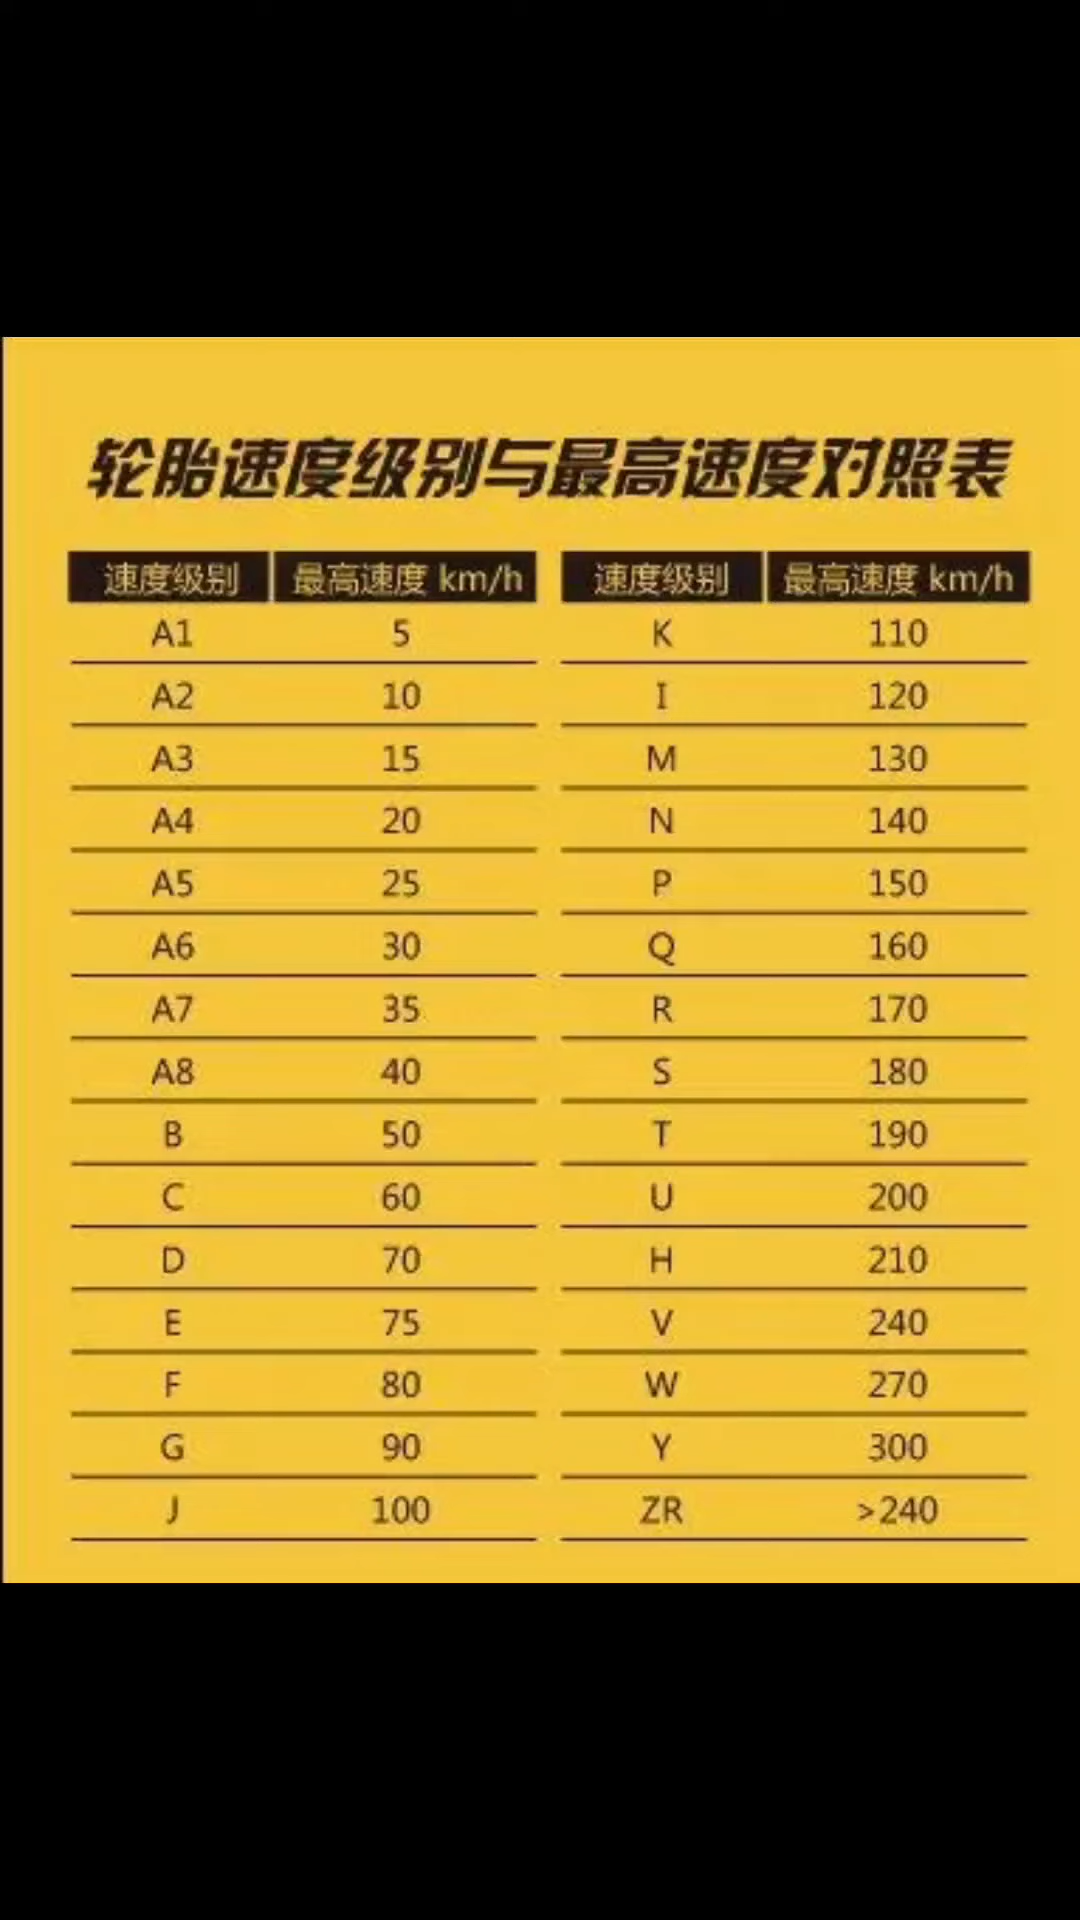 轮胎速度级别与最高速度对照表
速度级别 最高速度 km/h 速度级别 最高速度 km/h
A1 5 K 110
A2 10 I 120
A3 15 M 130
A4 20 N 140
A5 25 P 150
A6 30 Q 160
A7 35 R 170
A8 40 S 180
B 50 T 190
C 60 U 200
D 70 H 210
E 75 V 240
F 80 W 270
G 90 Y 300
J 100 ZR >240